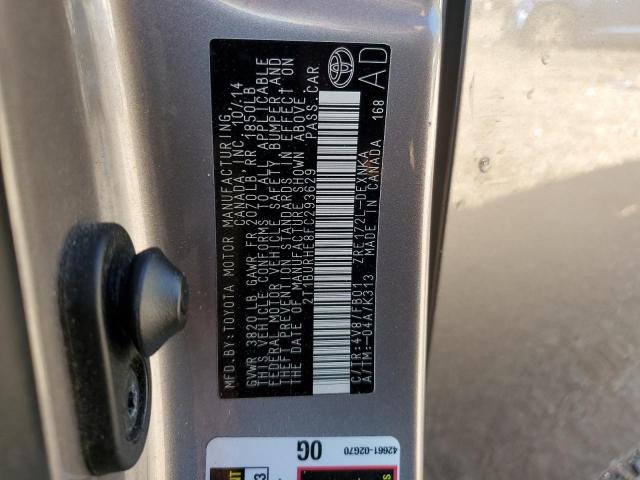 MFD.BY:TOYOTA MOTOR MANUFACTURING
CANADA, INC. 10/14
GVWR 3820 LB GAWR FR 2070 LB RR 1850LB
THIS VEHICLE CONFORMS TO ALL APPLICABLE
FEDERAL MOTOR VEHICLE SAFETY, BUMPER AND
THEFT PREVENTION STANDARDS IN EFFECT ON
THE DATE OF MANUFACTURE SHOWN ABOVE.
2T1BURHE8FC293629 PASS.CAR
C/TR:4V8/FB01 ZRE172L-DEXNKA
A/TM:-04A/K313 MADE IN CANADA
168
AD
0G
42661-02G70